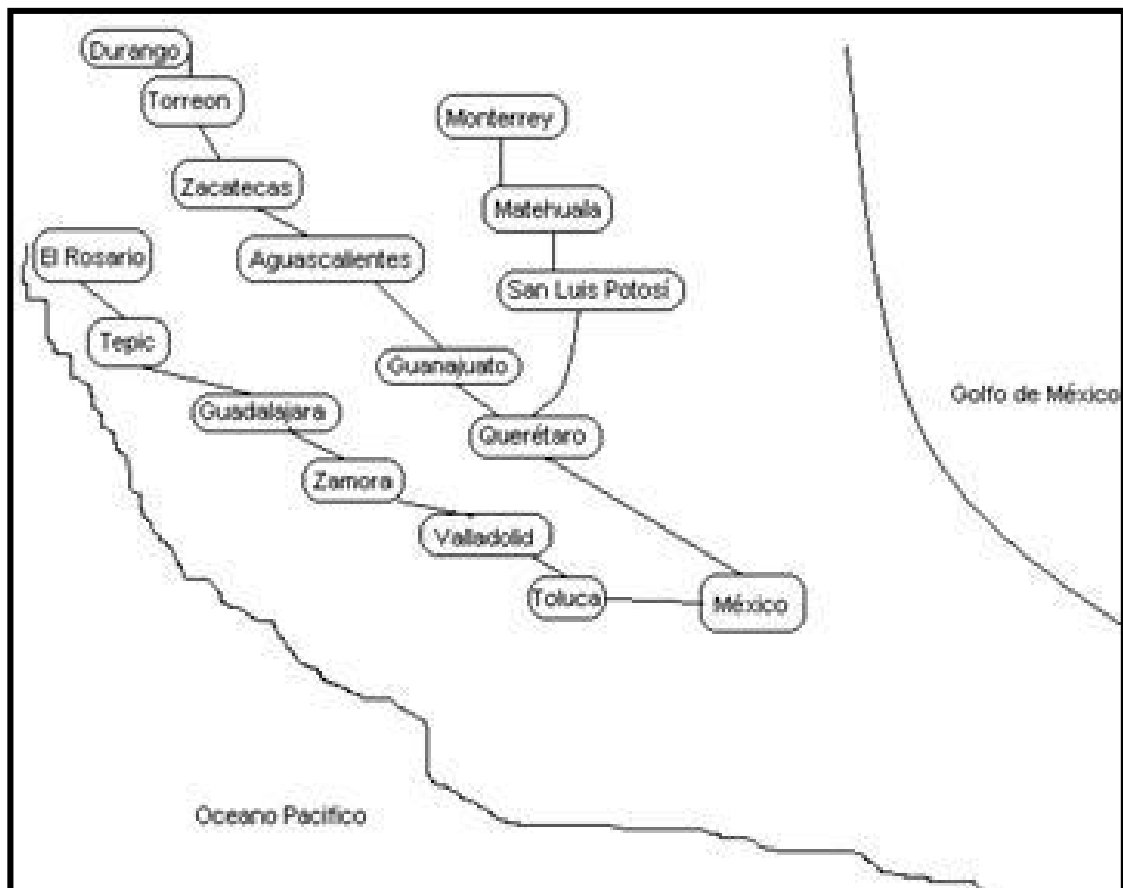 Durango
Torreon
Monterrey
Zacatecas
Matehuala
El Rosario
Aguascalientes
San Luis Potosí
Tepic
Guanajuato
Golfo de México
Guadalajara
Querétaro
Zamora
Valladolid
Toluca
México
Oceano Pacifico